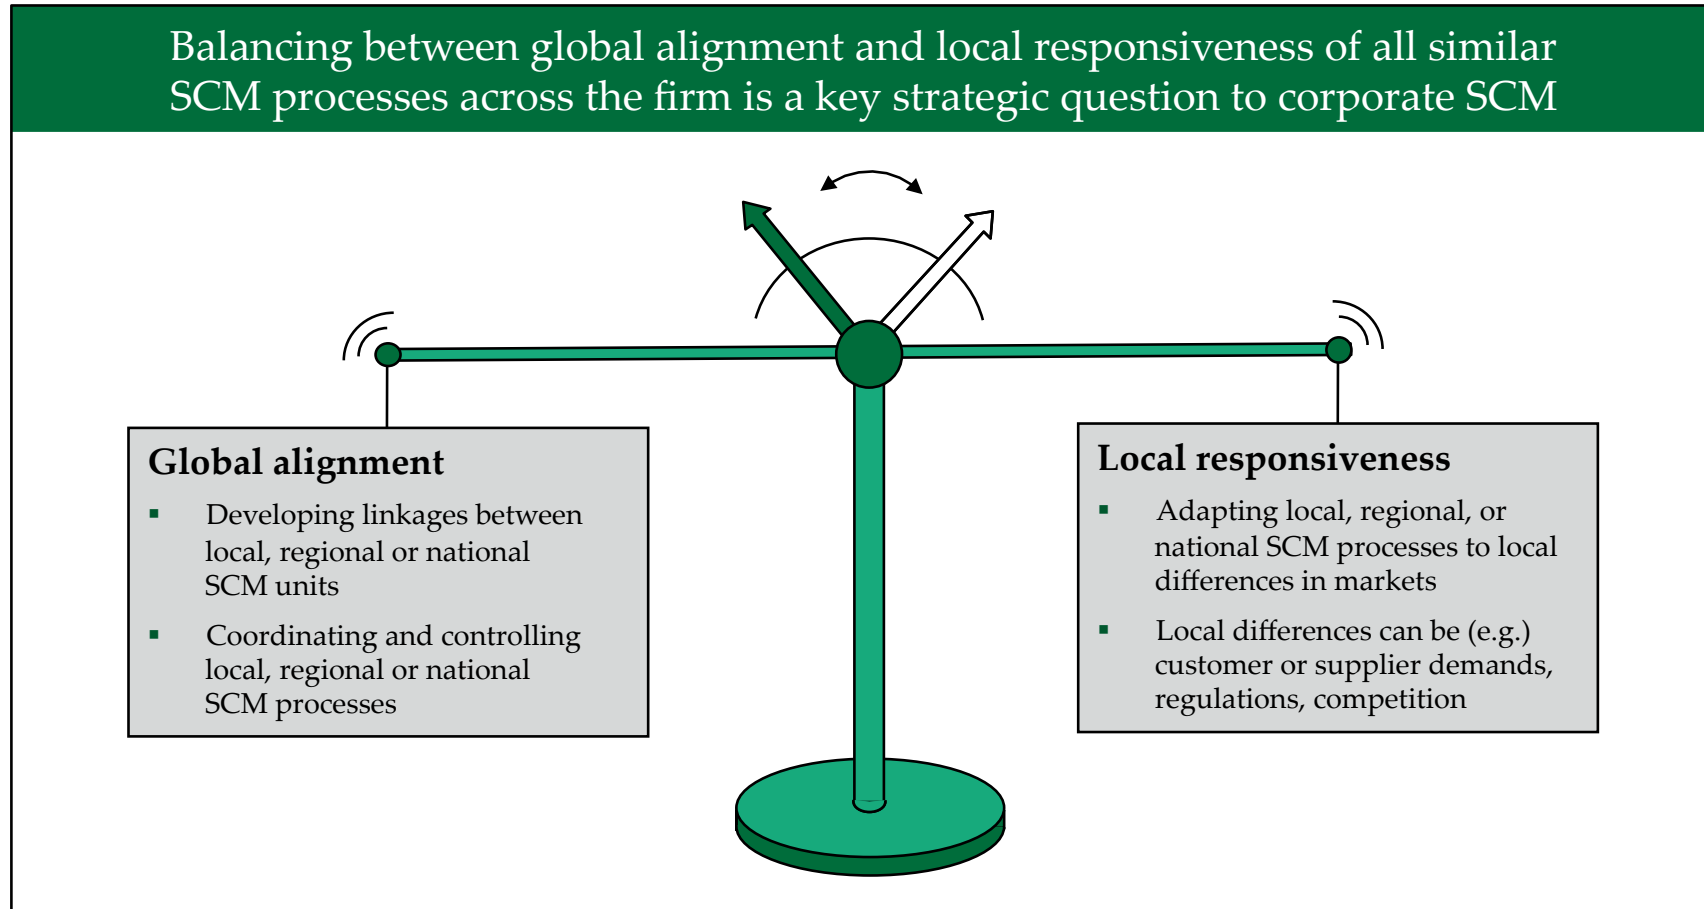 Balancing between global alignment and local responsiveness of all similar
SCM processes across the firm is a key strategic question to corporate SCM
Global alignment
▪ Developing linkages between
local, regional or national
SCM units
▪ Coordinating and controlling
local, regional or national
SCM processes
Local responsiveness
▪ Adapting local, regional, or
national SCM processes to local
differences in markets
▪ Local differences can be (e.g.)
customer or supplier demands,
regulations, competition